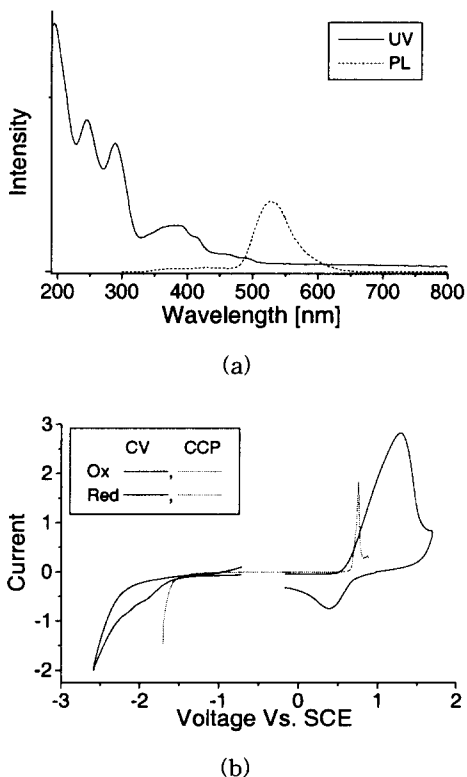 UV
PL
Intensity
200 300 400 500 600 700 800
Wavelength [nm]
(a)
CV CCP
Ox ,
Red ,
3
2
1
0
-1
-2
Current
-3 -2 -1 0 1 2
Voltage Vs. SCE
(b)